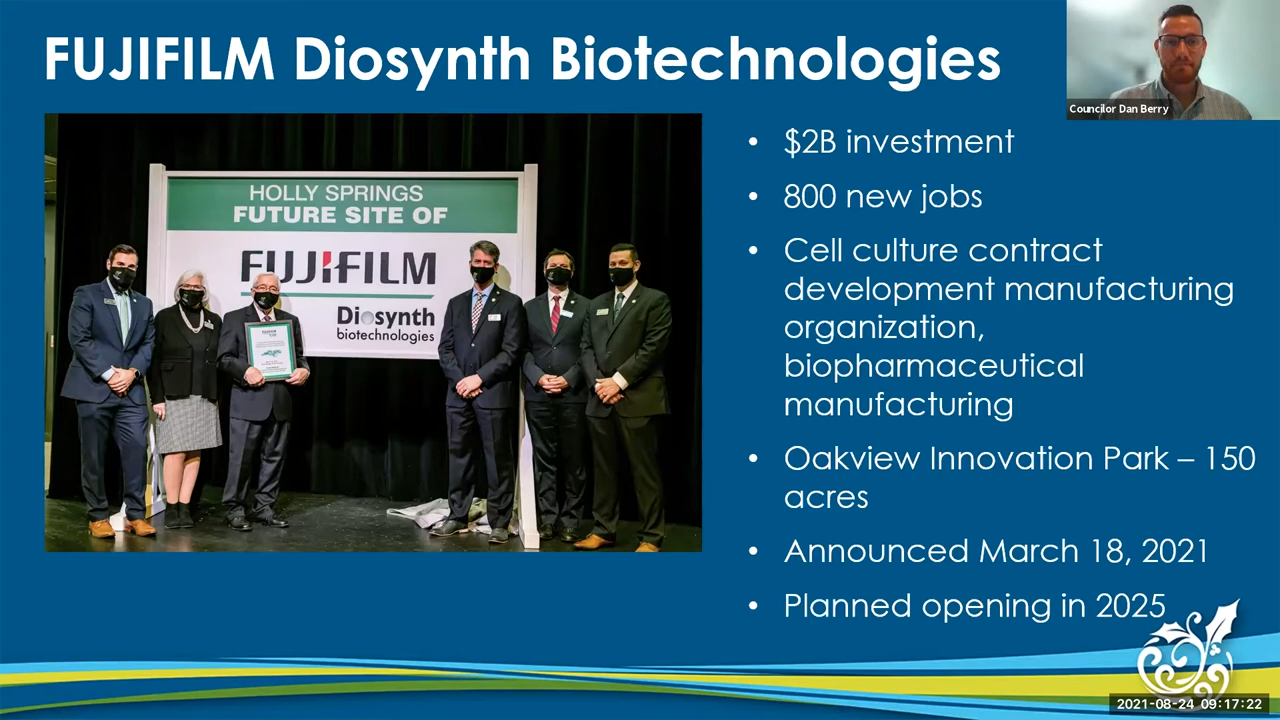 FUJIFILM Diosynth Biotechnologies
Councilor Dan Berry
HOLLY SPRINGS
FUTURE SITE OF
FUJIFILM
Diosynth
biotechnologies
• $2B investment
• 800 new jobs
• Cell culture contract
development manufacturing
organization,
biopharmaceutical
manufacturing
• Oakview Innovation Park – 150
acres
• Announced March 18, 2021
• Planned opening in 2025
2021-08-24 09:17:22